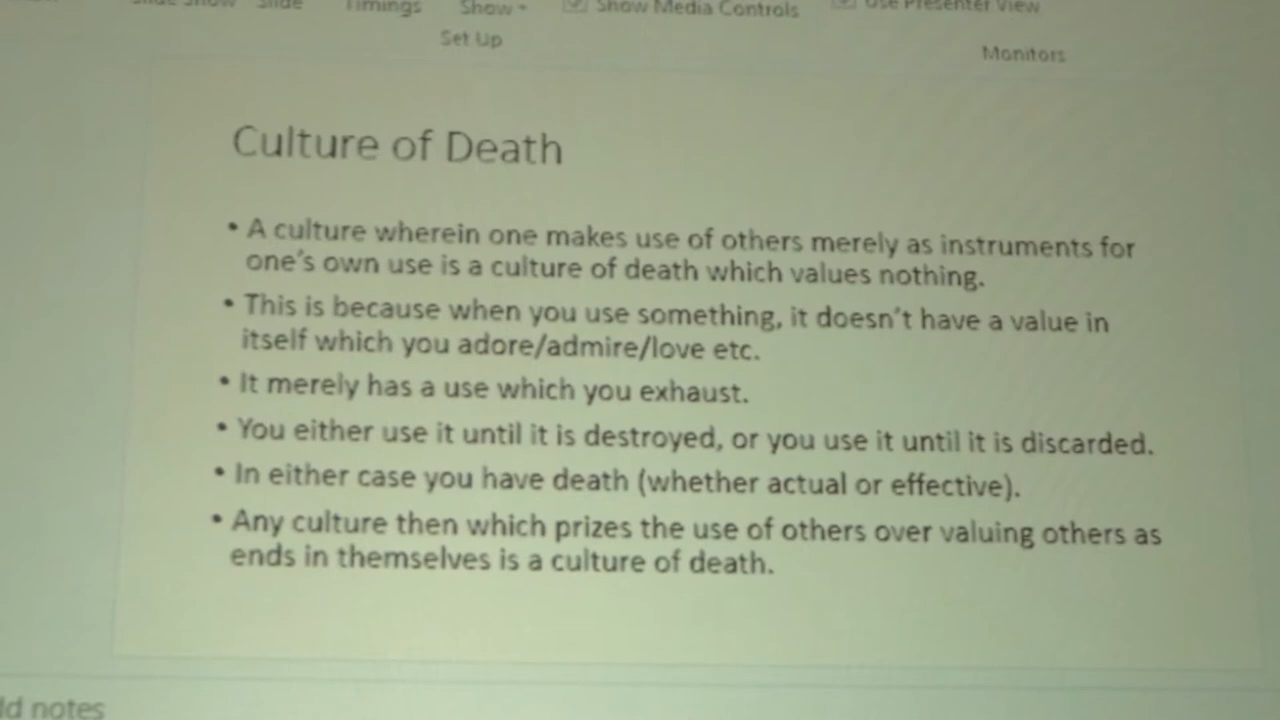 Slide Timings Show Show Media Controls Use Presenter View
Set Up
Monitors
Culture of Death
• A culture wherein one makes use of others merely as instruments for
one's own use is a culture of death which values nothing.
• This is because when you use something, it doesn't have a value in
itself which you adore/admire/love etc.
• It merely has a use which you exhaust.
• You either use it until it is destroyed, or you use it until it is discarded.
• In either case you have death (whether actual or effective).
• Any culture then which prizes the use of others over valuing others as
ends in themselves is a culture of death.
notes